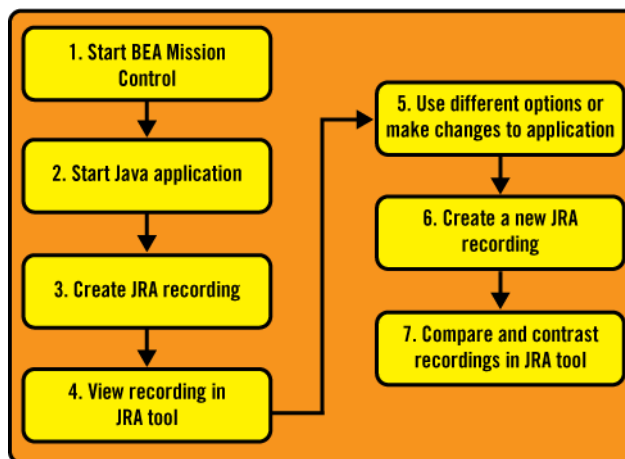 1. Start BEA Mission
Control
2. Start Java application
3. Create JRA recording
4. View recording in
JRA tool
5. Use different options or
make changes to application
6. Create a new JRA
recording
7. Compare and contrast
recordings in JRA tool